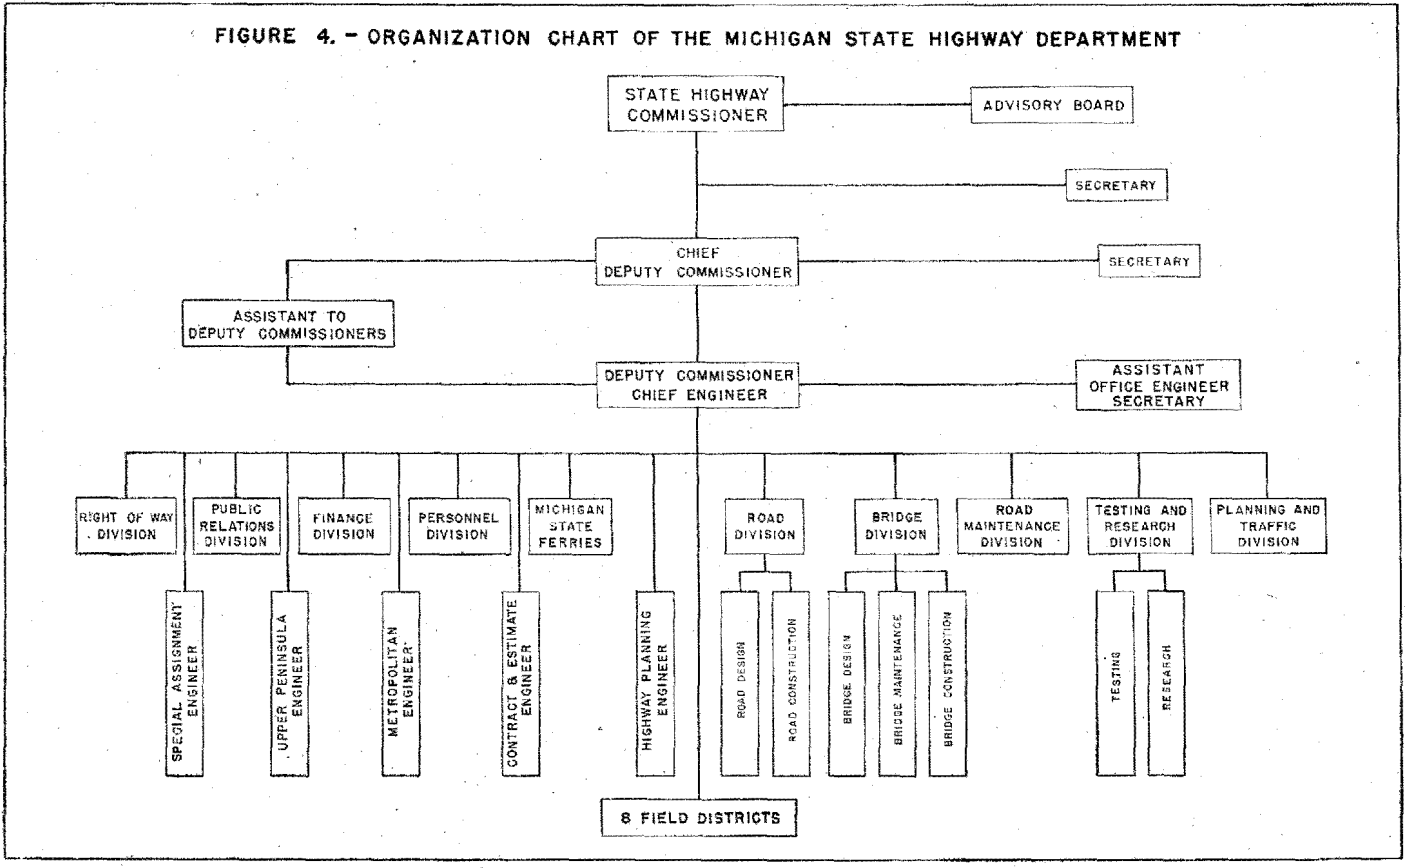 FIGURE 4. - ORGANIZATION CHART OF THE MICHIGAN STATE HIGHWAY DEPARTMENT
STATE HIGHWAY
COMMISSIONER
ADVISORY BOARD
SECRETARY
CHIEF
DEPUTY COMMISSIONER
SECRETARY
ASSISTANT TO
DEPUTY COMMISSIONERS
DEPUTY COMMISSIONER
CHIEF ENGINEER
ASSISTANT
OFFICE ENGINEER
SECRETARY
RIGHT OF WAY
DIVISION
PUBLIC
RELATIONS
DIVISION
FINANCE
DIVISION
PERSONNEL
DIVISION
MICHIGAN
STATE
FERRIES
ROAD
DIVISION
BRIDGE
DIVISION
ROAD
MAINTENANCE
DIVISION
TESTING AND
RESEARCH
DIVISION
PLANNING AND
TRAFFIC
DIVISION
SPECIAL ASSIGNMENT
ENGINEER
UPPER PENINSULA
ENGINEER
METROPOLITAN
ENGINEER
CONTRACT & ESTIMATE
ENGINEER
HIGHWAY PLANNING
ENGINEER
ROAD DESIGN
ROAD CONSTRUCTION
BRIDGE DESIGN
BRIDGE MAINTENANCE
BRIDGE CONSTRUCTION
TESTING
RESEARCH
8 FIELD DISTRICTS